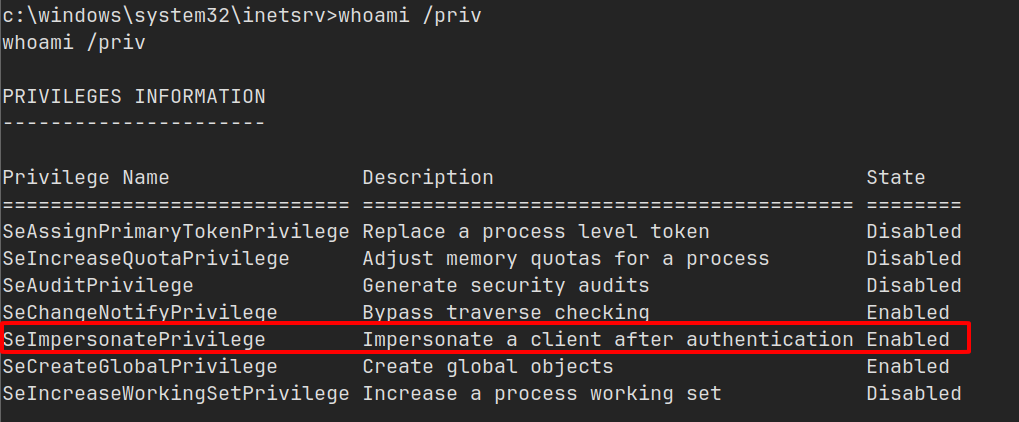 c:\windows\system32\inetsrv>whoami /priv
whoami /priv
PRIVILEGES INFORMATION
----------------------
Privilege Name                Description                               State
============================= ========================================= ========
SeAssignPrimaryTokenPrivilege Replace a process level token             Disabled
SeIncreaseQuotaPrivilege      Adjust memory quotas for a process        Disabled
SeAuditPrivilege              Generate security audits                  Disabled
SeChangeNotifyPrivilege       Bypass traverse checking                  Enabled
SeImpersonatePrivilege        Impersonate a client after authentication Enabled
SeCreateGlobalPrivilege       Create global objects                     Enabled
SeIncreaseWorkingSetPrivilege Increase a process working set            Disabled